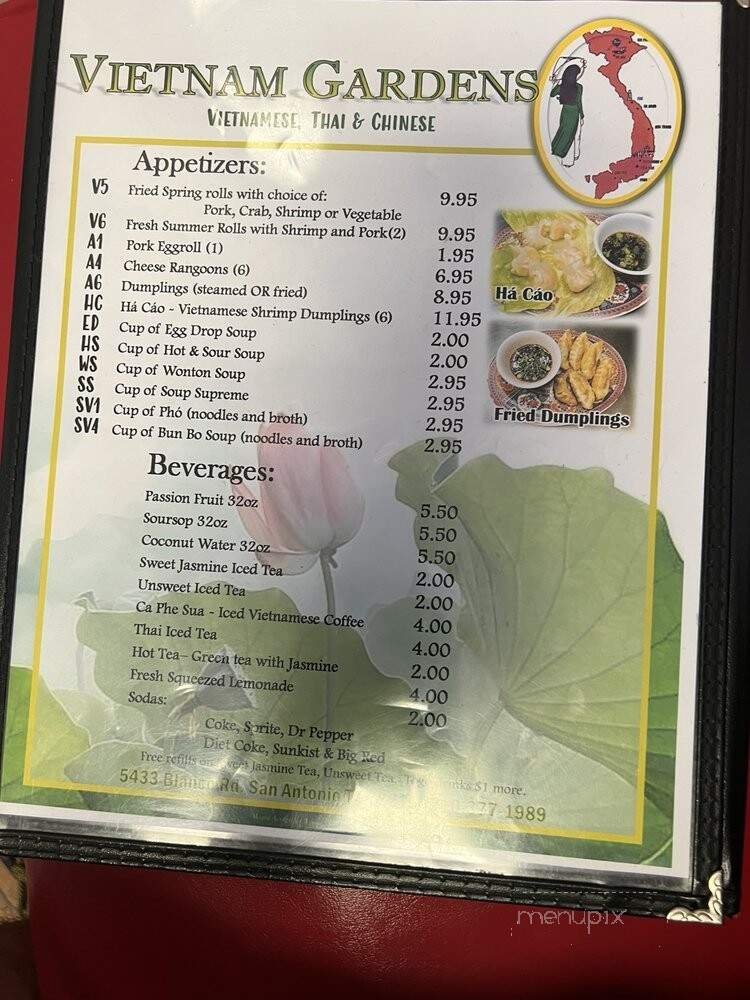 VIETNAM GARDENS
VIETNAMESE, THAI & CHINESE
Appetizers:
V5 Fried Spring rolls with choice of: 9.95
Pork, Crab, Shrimp or Vegetable
V6 Fresh Summer Rolls with Shrimp and Pork(2) 9.95
A1 Pork Eggroll (1) 1.95
A4 Cheese Rangoons (6) 6.95
A6 Dumplings (steamed OR fried) 8.95
HC Há Cáo - Vietnamese Shrimp Dumplings (6) 11.95
ED Cup of Egg Drop Soup 2.00
HS Cup of Hot & Sour Soup 2.00
WS Cup of Wonton Soup 2.95
SS Cup of Soup Supreme 2.95
SV1 Cup of Phó (noodles and broth) 2.95
SV4 Cup of Bun Bo Soup (noodles and broth) 2.95
Há Cáo
Fried Dumplings
Beverages:
Passion Fruit 32oz 5.50
Soursop 32oz 5.50
Coconut Water 32oz 5.50
Sweet Jasmine Iced Tea 2.00
Unsweet Iced Tea 2.00
Ca Phe Sua - Iced Vietnamese Coffee 4.00
Thai Iced Tea 4.00
Hot Tea– Green tea with Jasmine 2.00
Fresh Squeezed Lemonade 4.00
Sodas: 2.00
Coke, Sprite, Dr Pepper
Diet Coke, Sunkist & Big Red
Free refills on Sweet Jasmine Tea, Unsweet Tea. $1 more.
5433 Blanco Rd. San Antonio 377-1989
menupix